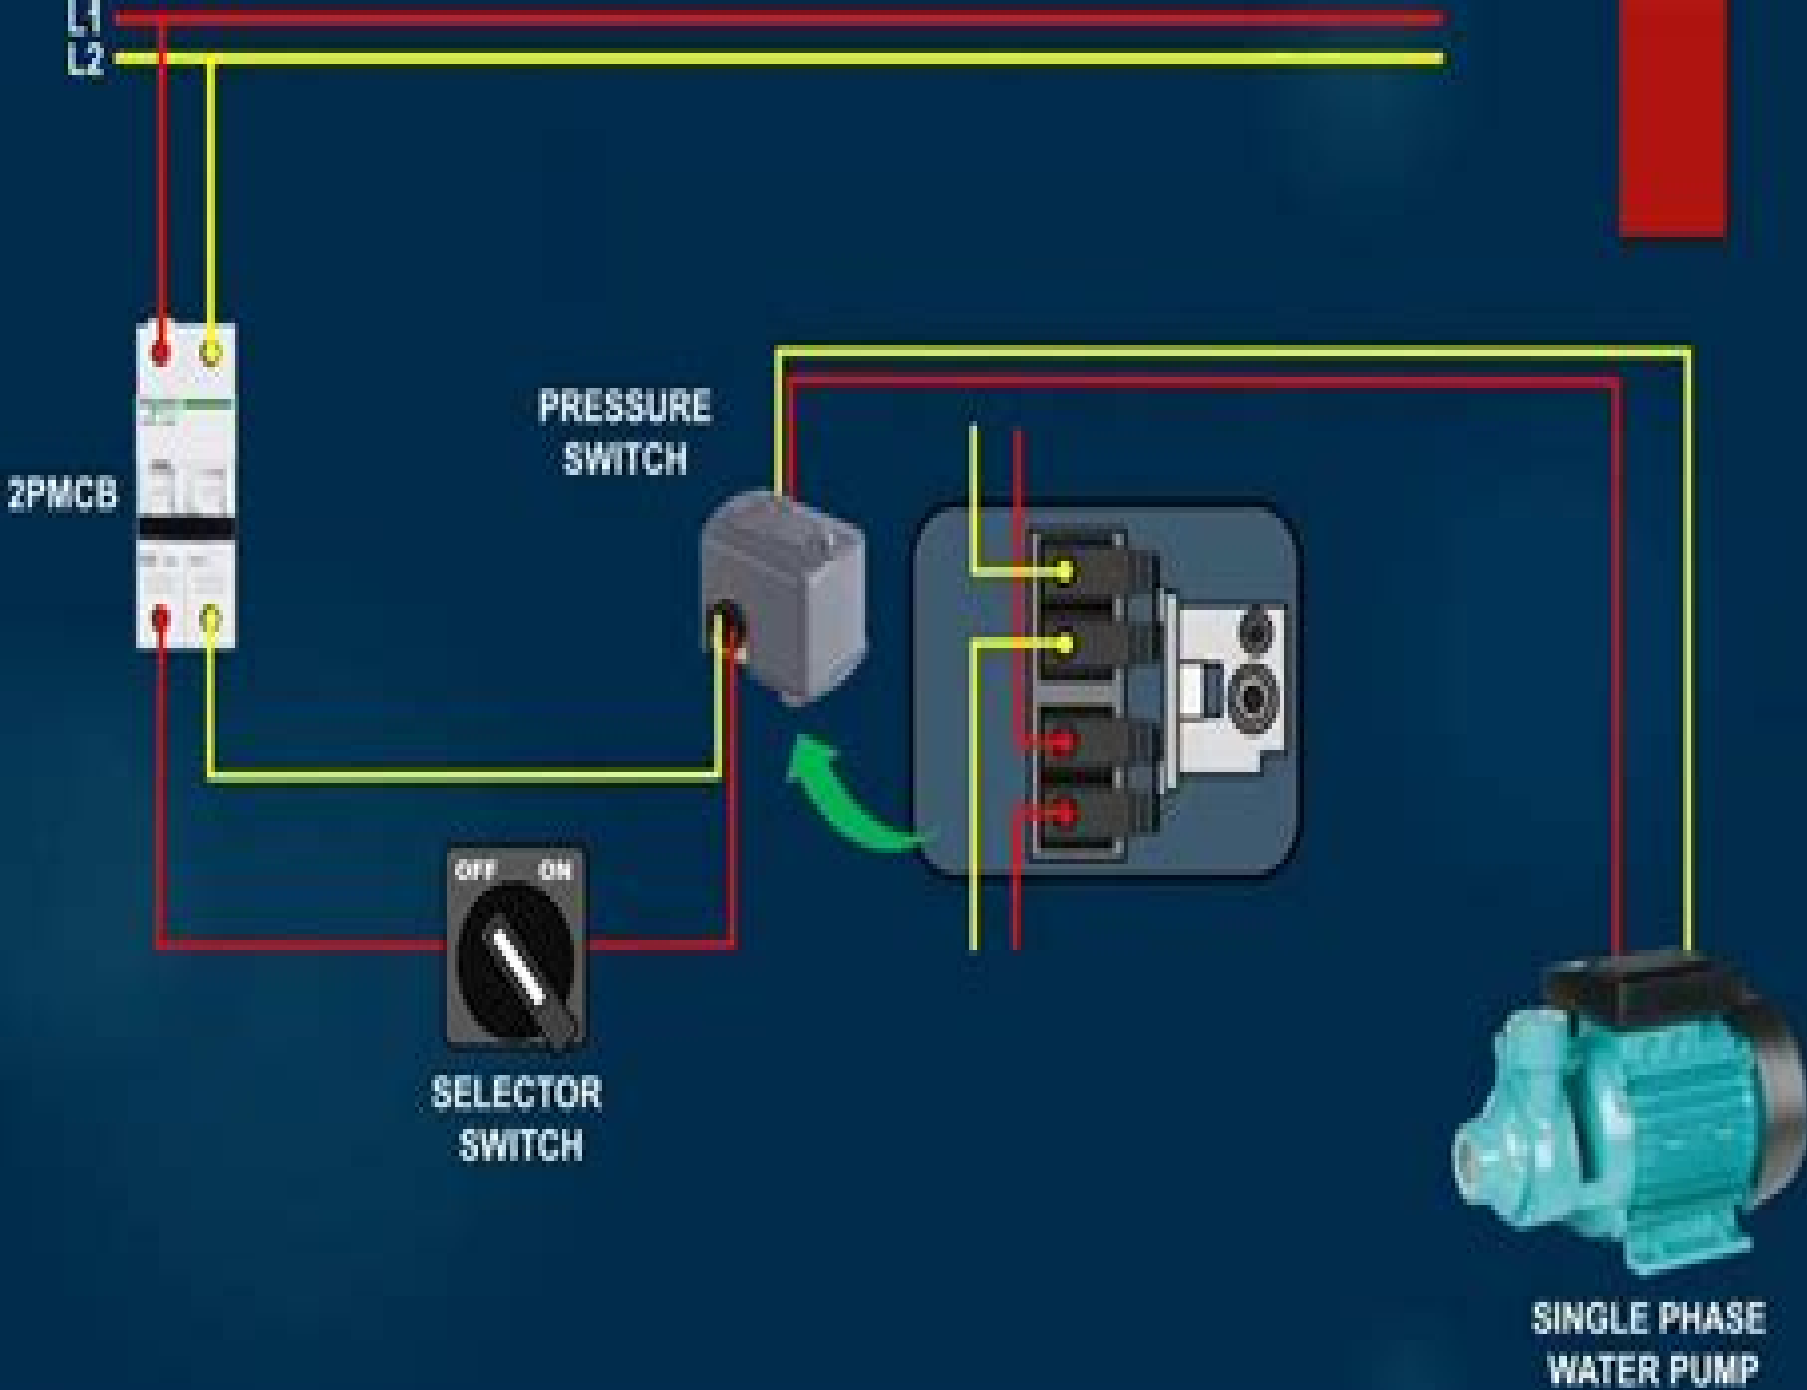 L1
L2
PRESSURE
SWITCH
2PMCB
OFF ON
SELECTOR
SWITCH
SINGLE PHASE
WATER PUMP